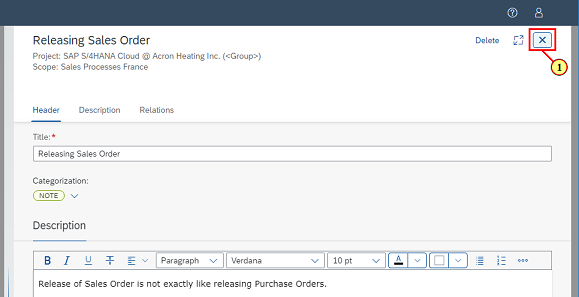 Releasing Sales Order
Delete
Project: SAP S/4HANA Cloud @ Acron Heating Inc. (<Group>)
Scope: Sales Processes France
1
Header Description Relations
Title:*
Releasing Sales Order
Categorization:
NOTE
Description
B I U T Paragraph Verdana 10 pt A
Release of Sales Order is not exactly like releasing Purchase Orders.